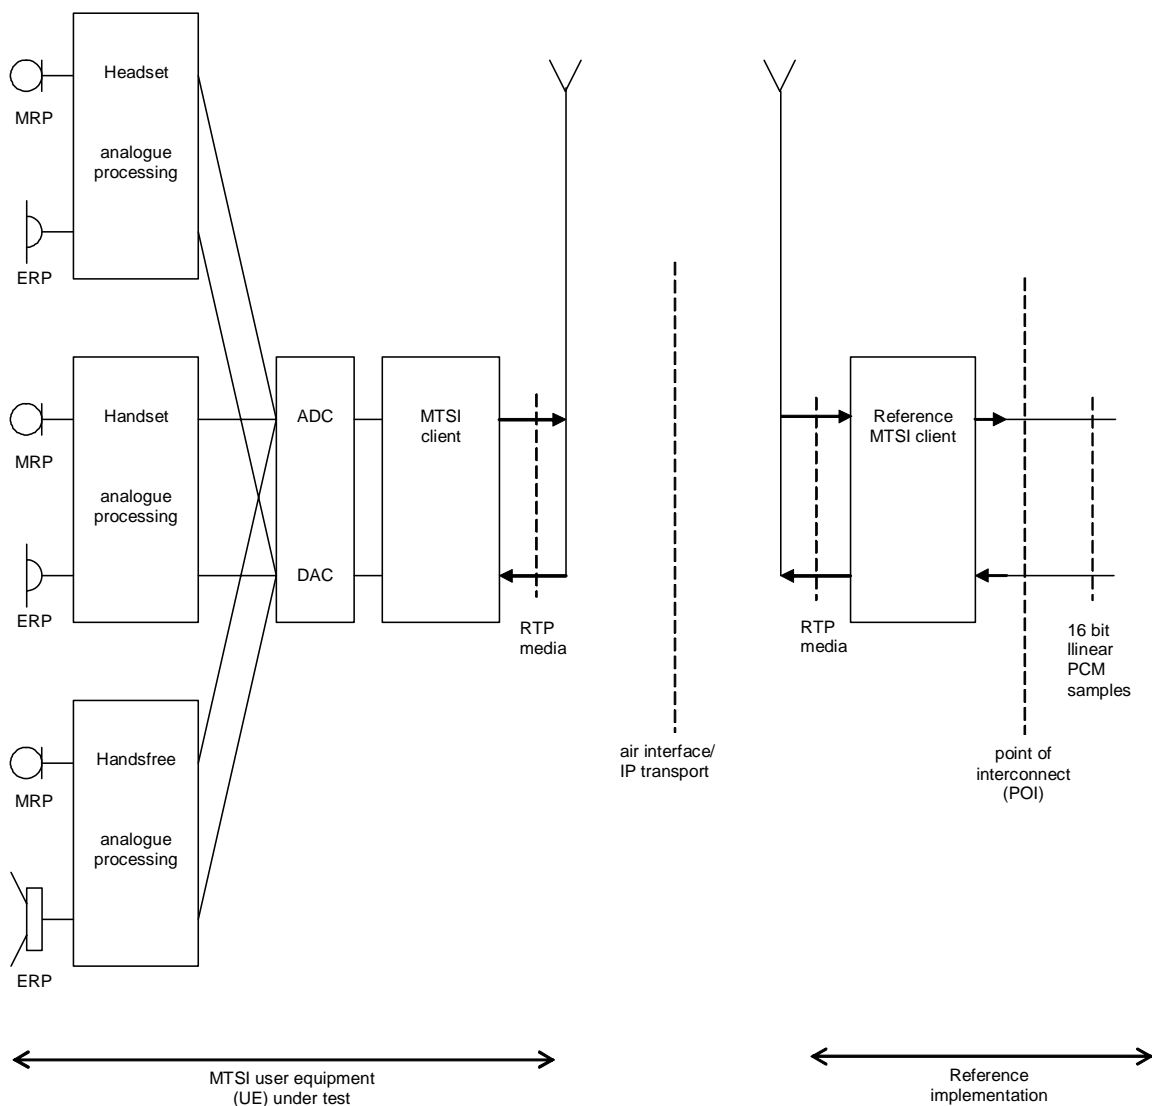 Headset
MRP
analogue
processing
ERP
Handset
MRP
analogue
processing
ERP
Handsfree
MRP
analogue
processing
ERP
ADC
DAC
MTSI
client
RTP
media
air interface/
IP transport
RTP
media
Reference
MTSI client
16 bit
llinear
PCM
samples
point of
interconnect
(POI)
MTSI user equipment
(UE) under test
Reference
implementation